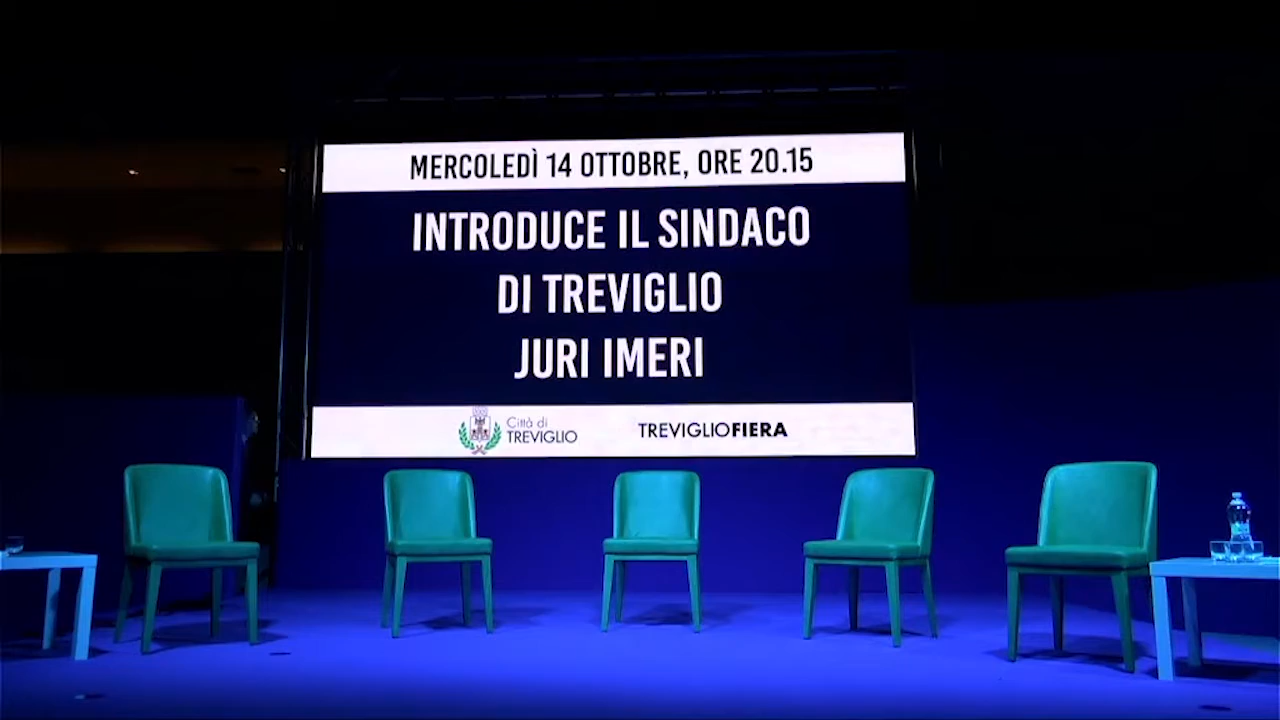 MERCOLEDÌ 14 OTTOBRE, ORE 20.15
INTRODUCE IL SINDACO
DI TREVIGLIO
JURI IMERI
Città di
TREVIGLIO
TREVIGLIOFIERA